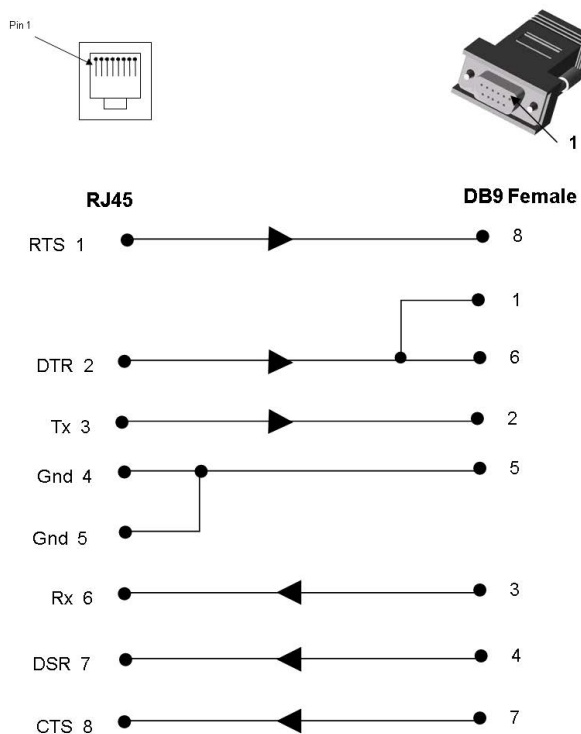 Pin 1
1
RJ45 DB9 Female
RTS 1 8
1
DTR 2 6
Tx 3 2
Gnd 4 5
Gnd 5
Rx 6 3
DSR 7 4
CTS 8 7